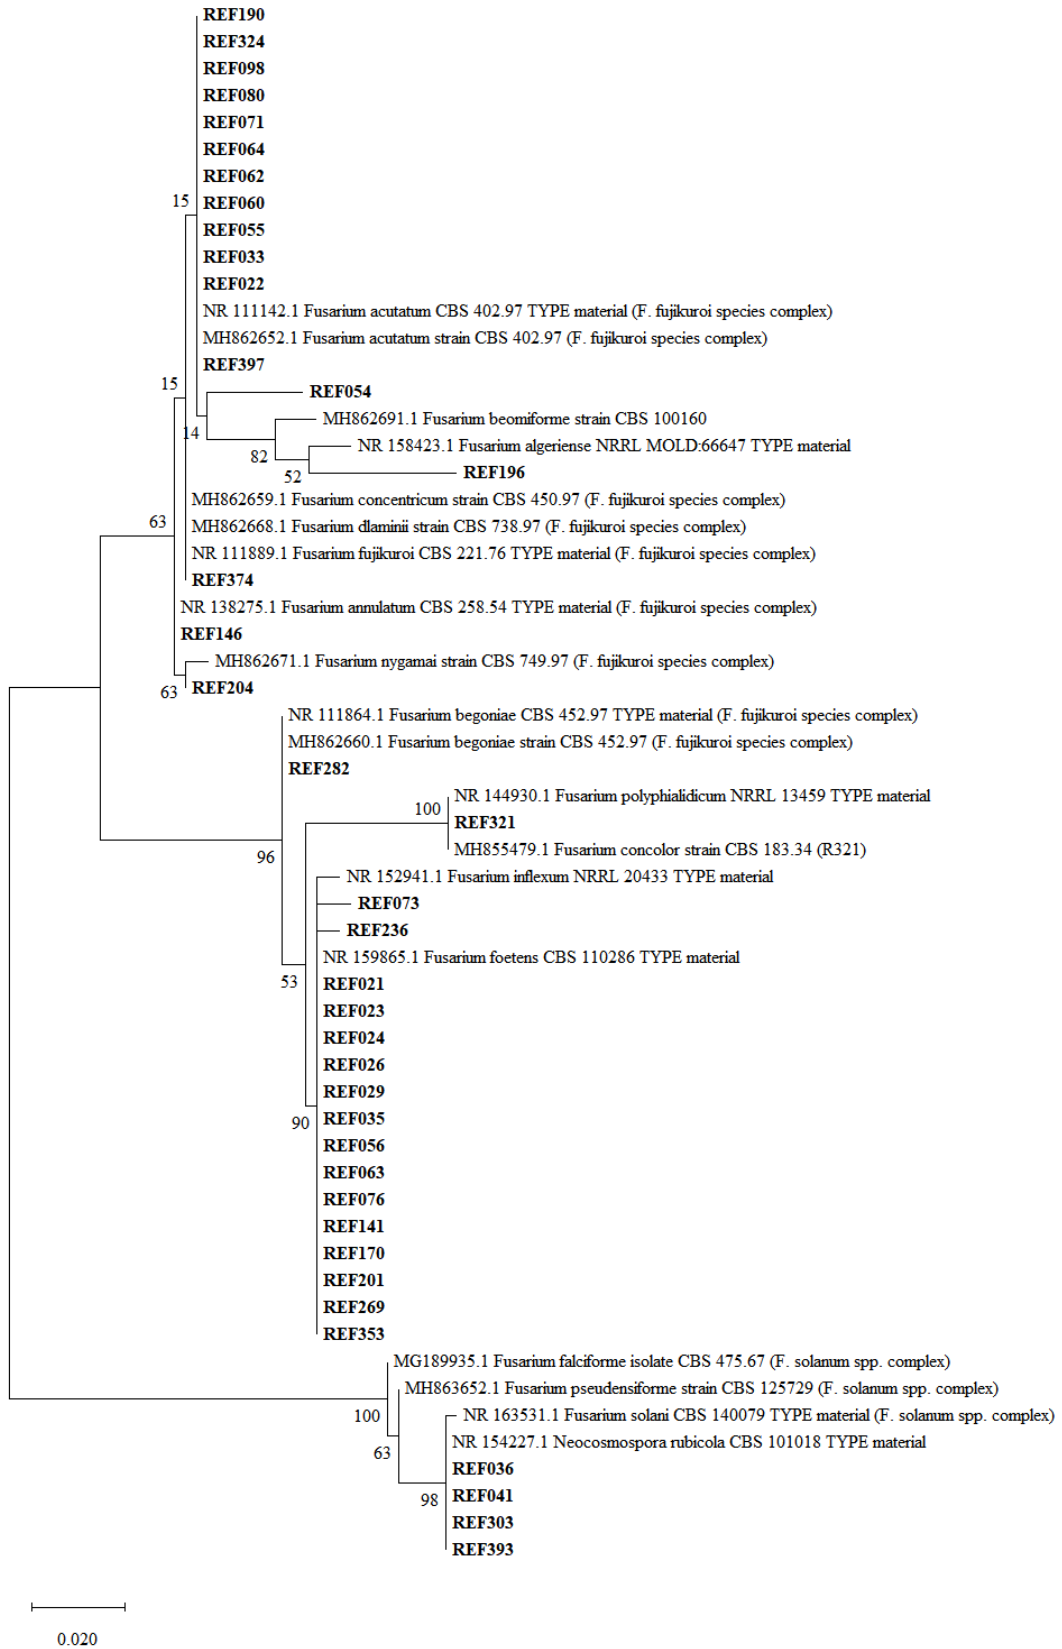 REF190
REF324
REF098
REF080
REF071
REF064
REF062
15
REF060
REF055
REF033
REF022
NR 111142.1 Fusarium acutatum CBS 402.97 TYPE material (F. fujikuroi species complex)
MH862652.1 Fusarium acutatum strain CBS 402.97 (F. fujikuroi species complex)
REF397
15
REF054
MH862691.1 Fusarium beomiforme strain CBS 100160
14
NR 158423.1 Fusarium algeriense NRRL MOLD:66647 TYPE material
82
REF196
52
MH862659.1 Fusarium concentricum strain CBS 450.97 (F. fujikuroi species complex)
63
MH862668.1 Fusarium dlaminii strain CBS 738.97 (F. fujikuroi species complex)
NR 111889.1 Fusarium fujikuroi CBS 221.76 TYPE material (F. fujikuroi species complex)
REF374
NR 138275.1 Fusarium annulatum CBS 258.54 TYPE material (F. fujikuroi species complex)
REF146
MH862671.1 Fusarium nygamai strain CBS 749.97 (F. fujikuroi species complex)
63
REF204
NR 111864.1 Fusarium begoniae CBS 452.97 TYPE material (F. fujikuroi species complex)
MH862660.1 Fusarium begoniae strain CBS 452.97 (F. fujikuroi species complex)
REF282
NR 144930.1 Fusarium polyphialidicum NRRL 13459 TYPE material
100
REF321
MH855479.1 Fusarium concolor strain CBS 183.34 (R321)
96
NR 152941.1 Fusarium inflexum NRRL 20433 TYPE material
REF073
REF236
NR 159865.1 Fusarium foetens CBS 110286 TYPE material
53
REF021
REF023
REF024
REF026
REF029
REF035
90
REF056
REF063
REF076
REF141
REF170
REF201
REF269
REF353
MG189935.1 Fusarium falciforme isolate CBS 475.67 (F. solanum spp. complex)
MH863652.1 Fusarium pseudensiforme strain CBS 125729 (F. solanum spp. complex)
100
NR 163531.1 Fusarium solani CBS 140079 TYPE material (F. solanum spp. complex)
NR 154227.1 Neocosmospora rubicola CBS 101018 TYPE material
63
REF036
98
REF041
REF303
REF393
0.020